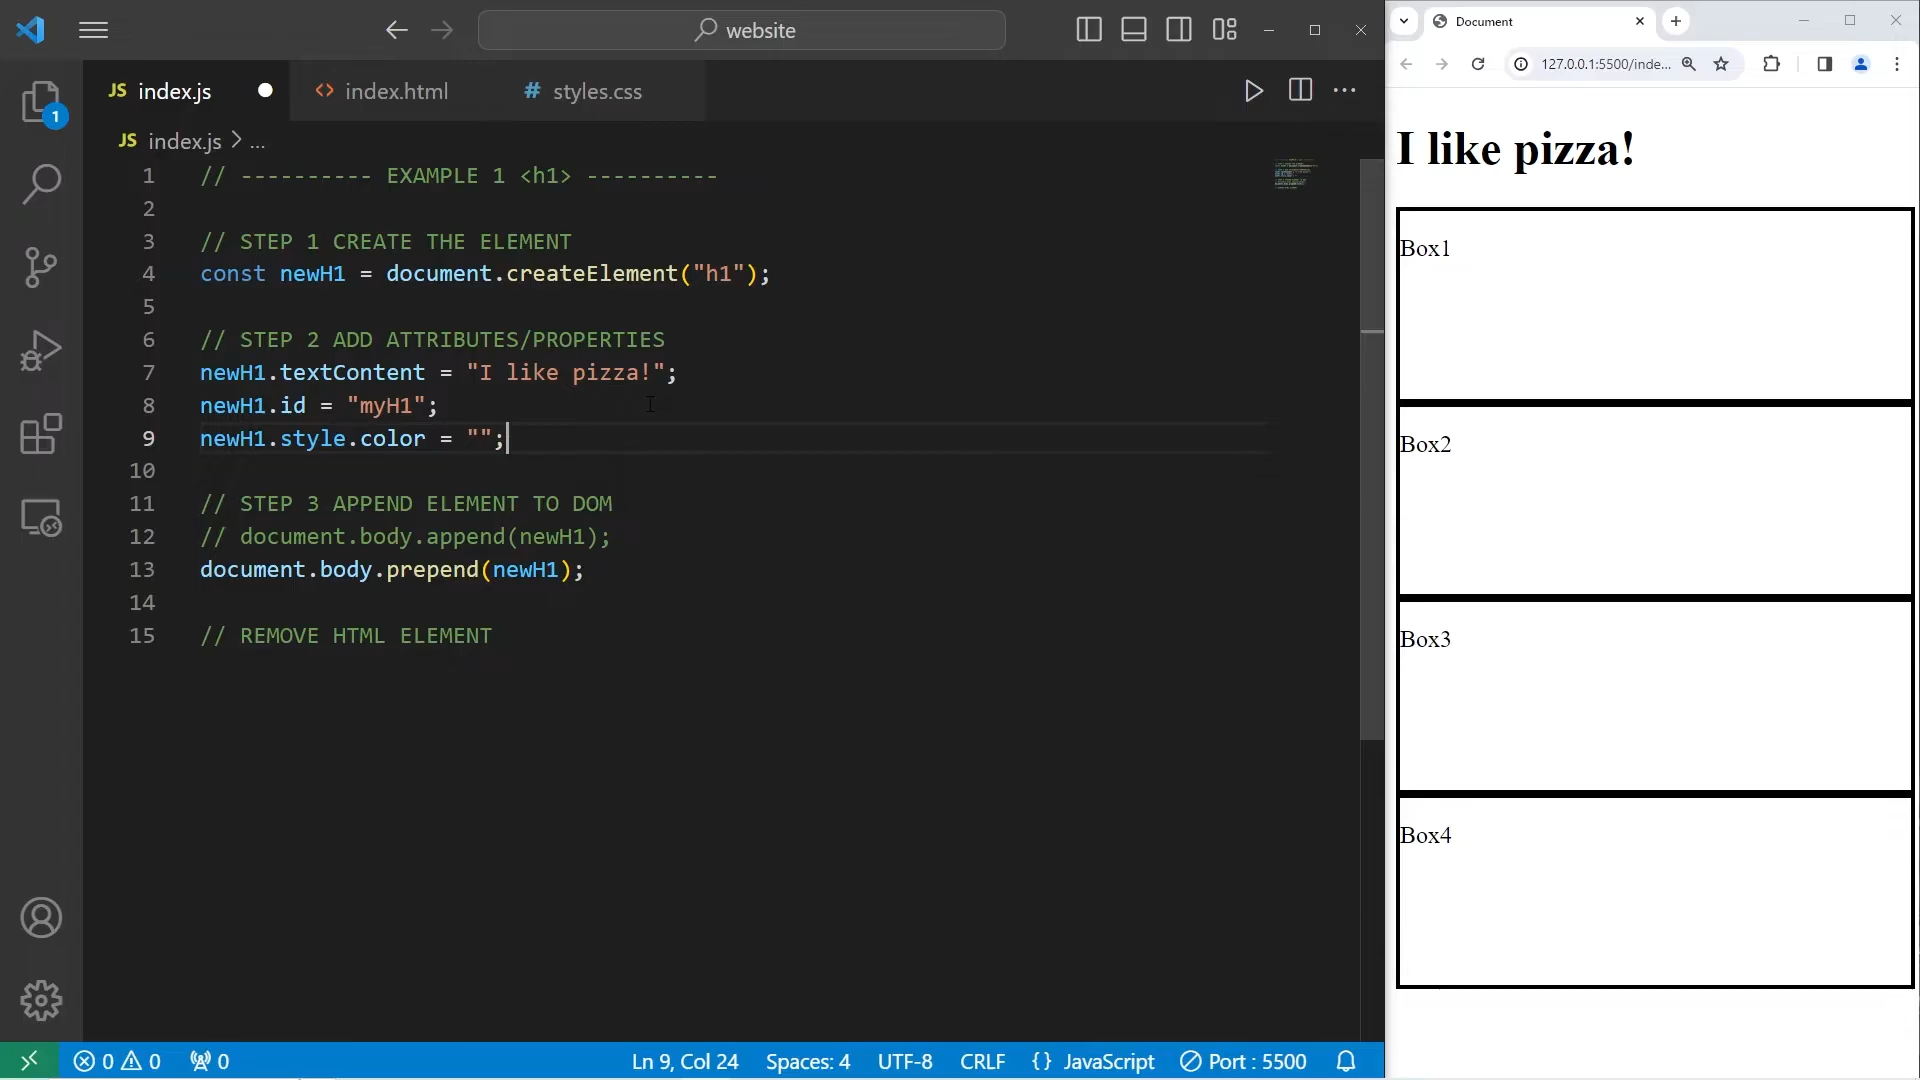 website
JS index.js
<> index.html
# styles.css
1
JS index.js > ...
1 // ---------- EXAMPLE 1 <h1> ----------
2
3 // STEP 1 CREATE THE ELEMENT
4 const newH1 = document.createElement("h1");
5
6 // STEP 2 ADD ATTRIBUTES/PROPERTIES
7 newH1.textContent = "I like pizza!";
8 newH1.id = "myH1";
9 newH1.style.color = "";
10
11 // STEP 3 APPEND ELEMENT TO DOM
12 // document.body.append(newH1);
13 document.body.prepend(newH1);
14
15 // REMOVE HTML ELEMENT
0 0 0
Ln 9, Col 24 Spaces: 4 UTF-8 CRLF {} JavaScript Port : 5500
Document
127.0.0.1:5500/inde...
I like pizza!
Box1
Box2
Box3
Box4